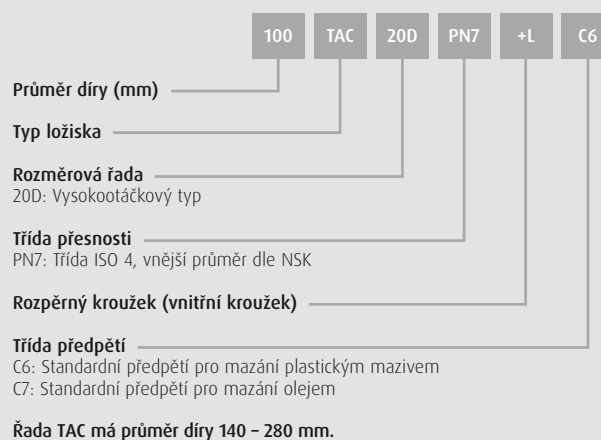 100 TAC 20D PN7 +L C6
Průměr díry (mm)
Typ ložiska
Rozměrová řada
20D: Vysokootáčkový typ
Třída přesnosti
PN7: Třída ISO 4, vnější průměr dle NSK
Rozpěrný kroužek (vnitřní kroužek)
Třída předpětí
C6: Standardní předpětí pro mazání plastickým mazivem
C7: Standardní předpětí pro mazání olejem
Řada TAC má průměr díry 140 – 280 mm.